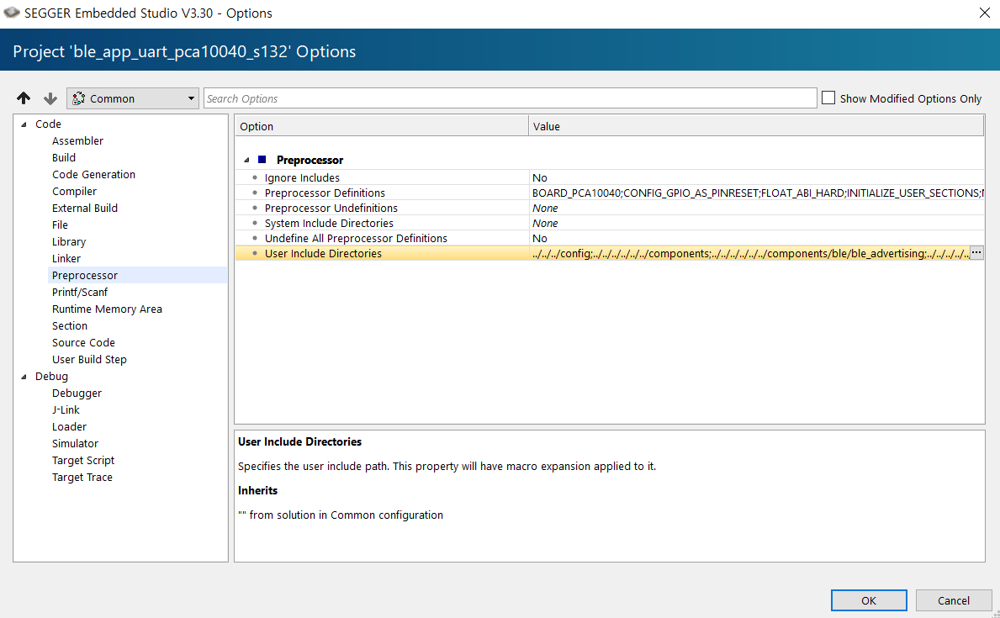 SEGGER Embedded Studio V3.30 - Options
Project 'ble_app_uart_pca10040_s132' Options
Common
Search Options
Show Modified Options Only
Code
Assembler
Build
Code Generation
Compiler
External Build
File
Library
Linker
Preprocessor
Printf/Scanf
Runtime Memory Area
Section
Source Code
User Build Step
Debug
Debugger
J-Link
Loader
Simulator
Target Script
Target Trace
Option Value
Preprocessor
Ignore Includes No
Preprocessor Definitions BOARD_PCA10040;CONFIG_GPIO_AS_PINRESET;FLOAT_ABI_HARD;INITIALIZE_USER_SECTIONS;
Preprocessor Undefinitions None
System Include Directories None
Undefine All Preprocessor Definitions No
User Include Directories ../../../config;../../../../../../components;../../../../../../components/ble/ble_advertising;../../../../.. ...
User Include Directories
Specifies the user include path. This property will have macro expansion applied to it.
Inherits
"" from solution in Common configuration
OK Cancel